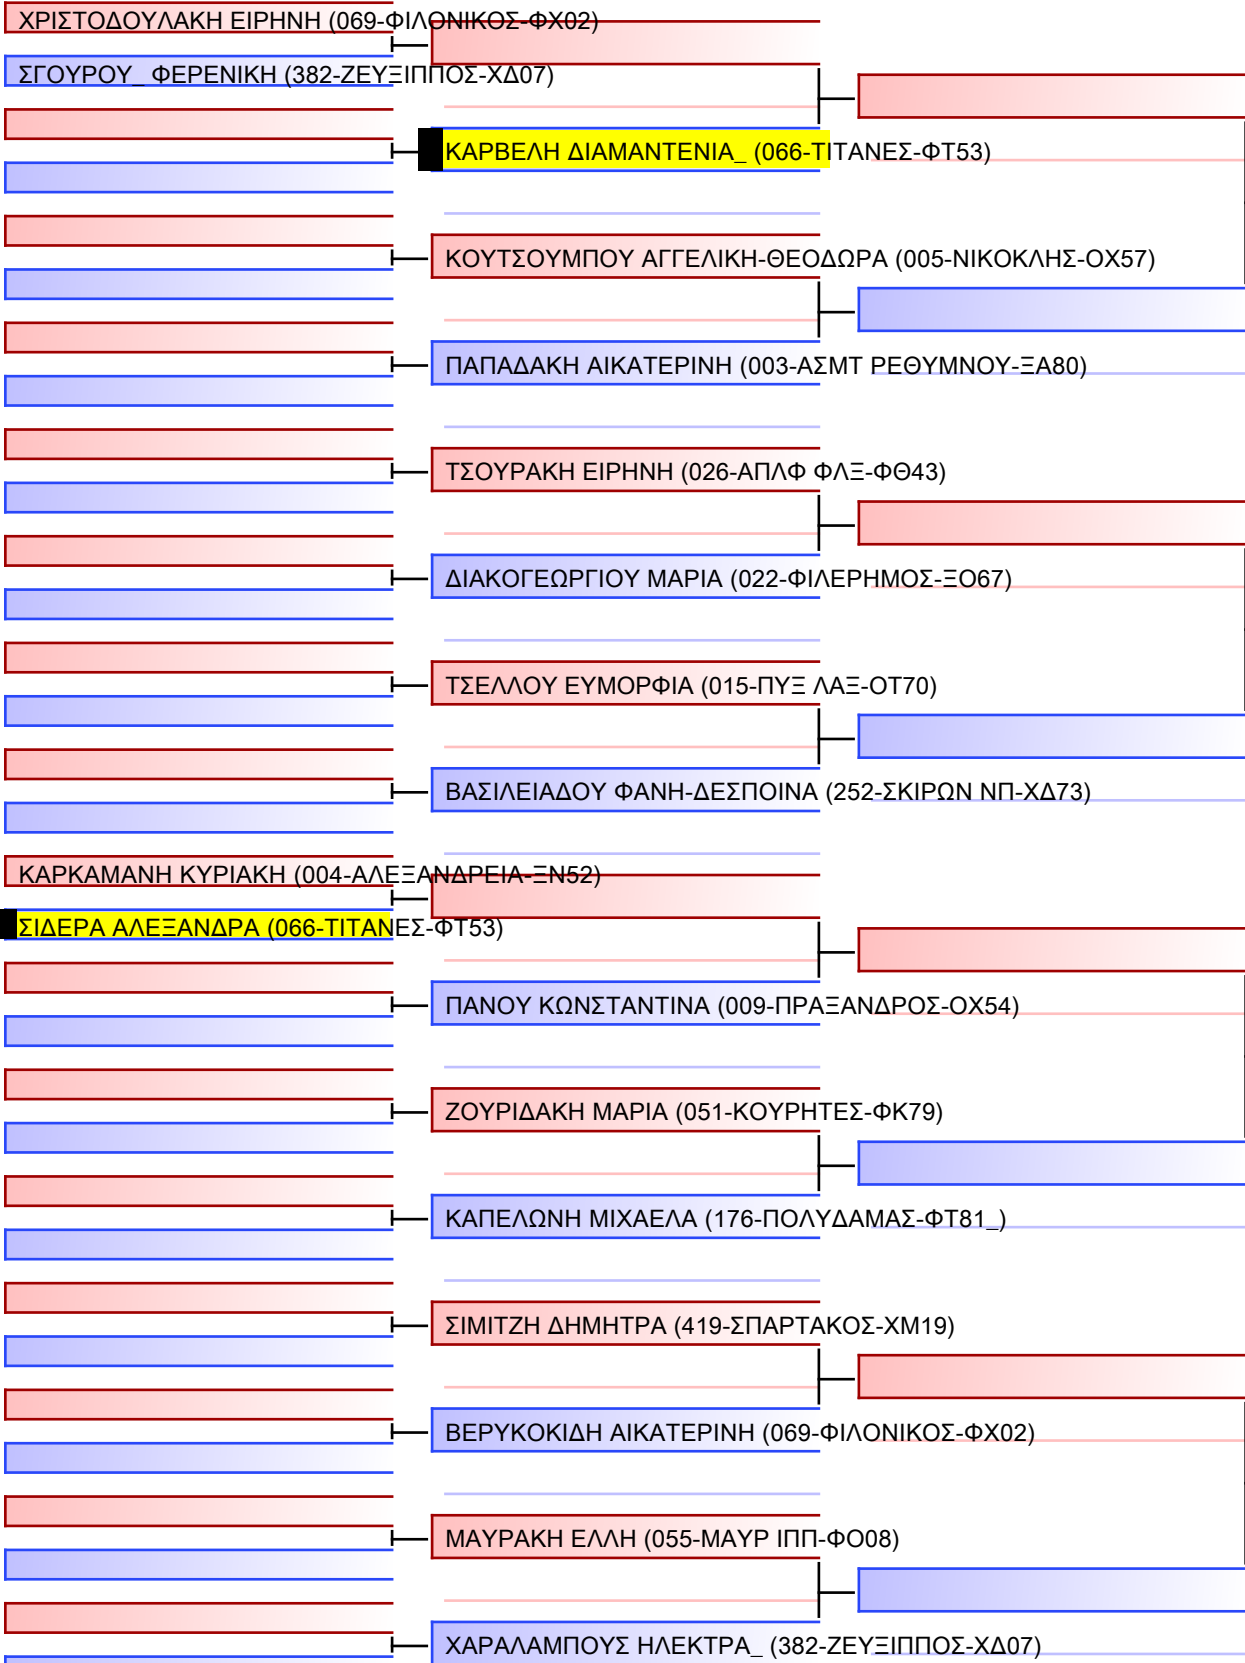 ΧΡΙΣΤΟΔΟΥΛΑΚΗ ΕΙΡΗΝΗ (069-ΦΙΛΟΝΙΚΟΣ-ΦΧ02)
ΣΓΟΥΡΟΥ_ ΦΕΡΕΝΙΚΗ (382-ΖΕΥΞΙΠΠΟΣ-ΧΔ07)
ΚΑΡΒΕΛΗ ΔΙΑΜΑΝΤΕΝΙΑ_ (066-ΤΙΤΑΝΕΣ-ΦΤ53)
ΚΟΥΤΣΟΥΜΠΟΥ ΑΓΓΕΛΙΚΗ-ΘΕΟΔΩΡΑ (005-ΝΙΚΟΚΛΗΣ-ΟΧ57)
ΠΑΠΑΔΑΚΗ ΑΙΚΑΤΕΡΙΝΗ (003-ΑΣΜΤ ΡΕΘΥΜΝΟΥ-ΞΑ80)
ΤΣΟΥΡΑΚΗ ΕΙΡΗΝΗ (026-ΑΠΛΦ ΦΛΞ-ΦΘ43)
ΔΙΑΚΟΓΕΩΡΓΙΟΥ ΜΑΡΙΑ (022-ΦΙΛΕΡΗΜΟΣ-ΞΟ67)
ΤΣΕΛΛΟΥ ΕΥΜΟΡΦΙΑ (015-ΠΥΞ ΛΑΞ-ΟΤ70)
ΒΑΣΙΛΕΙΑΔΟΥ ΦΑΝΗ-ΔΕΣΠΟΙΝΑ (252-ΣΚΙΡΩΝ ΝΠ-ΧΔ73)
ΚΑΡΚΑΜΑΝΗ ΚΥΡΙΑΚΗ (004-ΑΛΕΞΑΝΔΡΕΙΑ-ΞΝ52)
ΣΙΔΕΡΑ ΑΛΕΞΑΝΔΡΑ (066-ΤΙΤΑΝΕΣ-ΦΤ53)
ΠΑΝΟΥ ΚΩΝΣΤΑΝΤΙΝΑ (009-ΠΡΑΞΑΝΔΡΟΣ-ΟΧ54)
ΖΟΥΡΙΔΑΚΗ ΜΑΡΙΑ (051-ΚΟΥΡΗΤΕΣ-ΦΚ79)
ΚΑΠΕΛΩΝΗ ΜΙΧΑΕΛΑ (176-ΠΟΛΥΔΑΜΑΣ-ΦΤ81_)
ΣΙΜΙΤΖΗ ΔΗΜΗΤΡΑ (419-ΣΠΑΡΤΑΚΟΣ-ΧΜ19)
ΒΕΡΥΚΟΚΙΔΗ ΑΙΚΑΤΕΡΙΝΗ (069-ΦΙΛΟΝΙΚΟΣ-ΦΧ02)
ΜΑΥΡΑΚΗ ΕΛΛΗ (055-ΜΑΥΡ ΙΠΠ-ΦΟ08)
ΧΑΡΑΛΑΜΠΟΥΣ ΗΛΕΚΤΡΑ_ (382-ΖΕΥΞΙΠΠΟΣ-ΧΔ07)